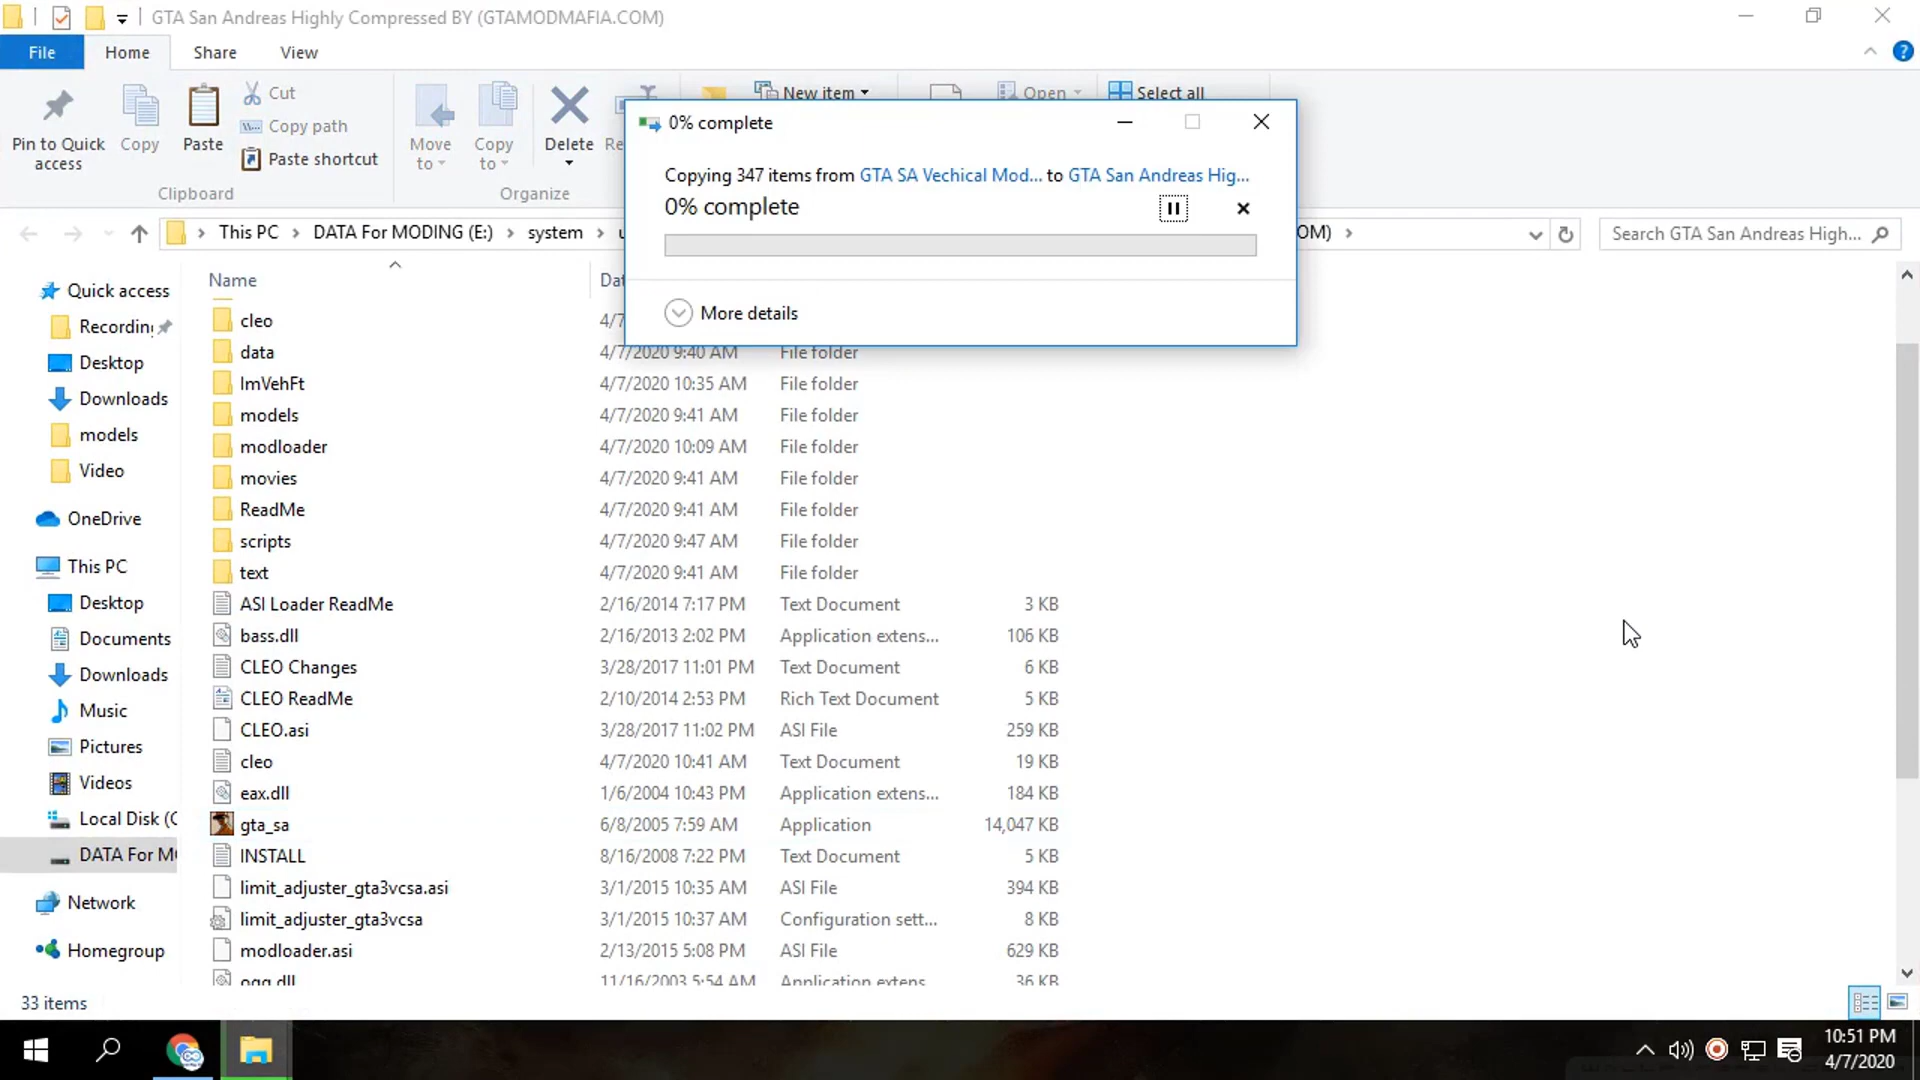 GTA San Andreas Highly Compressed BY (GTAMODMAFIA.COM)
File Home Share View
Pin to Quick access
Copy
Paste
Cut
Copy path
Paste shortcut
Clipboard
Move to
Copy to
Delete
Organize
New item
Open
Select all
0% complete
Copying 347 items from GTA SA Vechical Mod... to GTA San Andreas Hig...
0% complete
More details
This PC > DATA For MODING (E:) > system >
OM) >
Search GTA San Andreas High...
Name
Quick access
Recording
Desktop
Downloads
models
Video
OneDrive
This PC
Desktop
Documents
Downloads
Music
Pictures
Videos
Local Disk (C
DATA For MO
Network
Homegroup
cleo 4/7
data 4/7/2020 9:40 AM File folder
ImVehFt 4/7/2020 10:35 AM File folder
models 4/7/2020 9:41 AM File folder
modloader 4/7/2020 10:09 AM File folder
movies 4/7/2020 9:41 AM File folder
ReadMe 4/7/2020 9:41 AM File folder
scripts 4/7/2020 9:47 AM File folder
text 4/7/2020 9:41 AM File folder
ASI Loader ReadMe 2/16/2014 7:17 PM Text Document 3 KB
bass.dll 2/16/2013 2:02 PM Application extens... 106 KB
CLEO Changes 3/28/2017 11:01 PM Text Document 6 KB
CLEO ReadMe 2/10/2014 2:53 PM Rich Text Document 5 KB
CLEO.asi 3/28/2017 11:02 PM ASI File 259 KB
cleo 4/7/2020 10:41 AM Text Document 19 KB
eax.dll 1/6/2004 10:43 PM Application extens... 184 KB
gta_sa 6/8/2005 7:59 AM Application 14,047 KB
INSTALL 8/16/2008 7:22 PM Text Document 5 KB
limit_adjuster_gta3vcsa.asi 3/1/2015 10:35 AM ASI File 394 KB
limit_adjuster_gta3vcsa 3/1/2015 10:37 AM Configuration sett... 8 KB
modloader.asi 2/13/2015 5:08 PM ASI File 629 KB
ogg.dll 11/16/2003 5:54 AM Application extens 36 KB
33 items
10:51 PM
4/7/2020